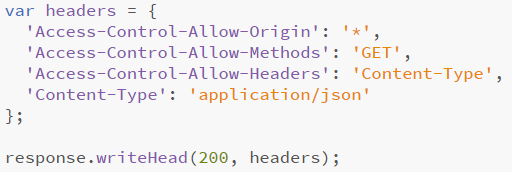 var headers = {
  'Access-Control-Allow-Origin': '*',
  'Access-Control-Allow-Methods': 'GET',
  'Access-Control-Allow-Headers': 'Content-Type',
  'Content-Type': 'application/json'
};
response.writeHead(200, headers);